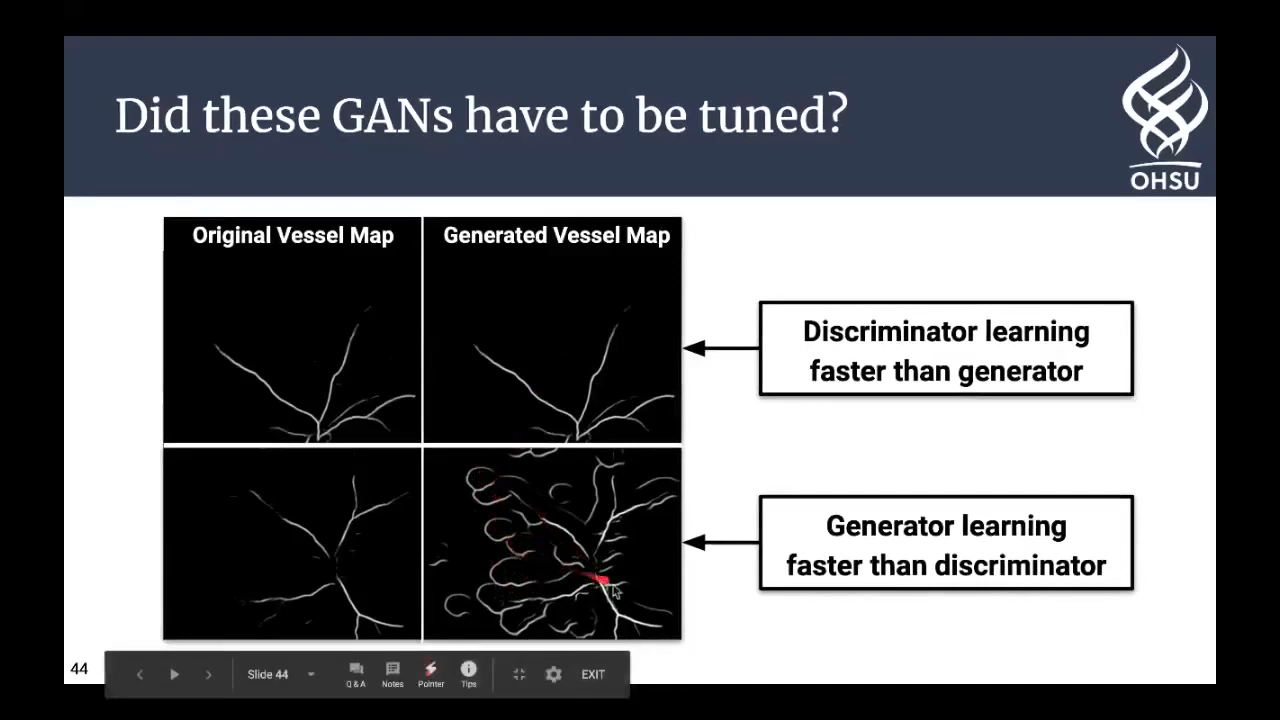 Did these GANs have to be tuned?
OHSU
Original Vessel Map
Generated Vessel Map
Discriminator learning
faster than generator
Generator learning
faster than discriminator
44
Slide 44
Q & A
Notes
Pointer
Tips
EXIT